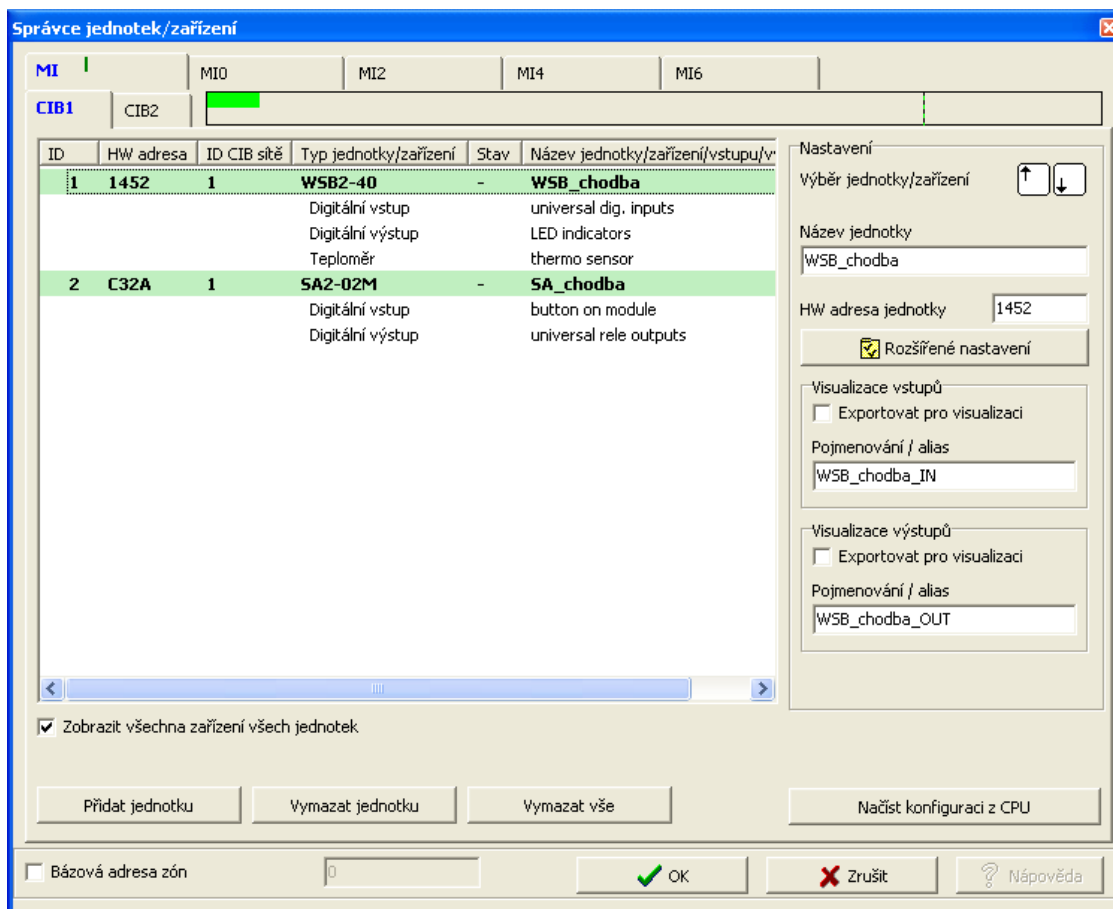 Správce jednotek/zařízení
MI MI0 MI2 MI4 MI6
CIB1 CIB2
ID HW adresa ID CIB sítě Typ jednotky/zařízení Stav Název jednotky/zařízení/vstupu/v
1 1452 1 WSB2-40 - WSB_chodba
Digitální vstup universal dig. inputs
Digitální výstup LED indicators
Teploměr thermo sensor
2 C32A 1 SA2-02M - SA_chodba
Digitální vstup button on module
Digitální výstup universal rele outputs
Zobrazit všechna zařízení všech jednotek
Přidat jednotku Vymazat jednotku Vymazat vše
Nastavení
Výběr jednotky/zařízení
Název jednotky
WSB_chodba
HW adresa jednotky 1452
Rozšířené nastavení
Visualizace vstupů
Exportovat pro visualizaci
Pojmenování / alias
WSB_chodba_IN
Visualizace výstupů
Exportovat pro visualizaci
Pojmenování / alias
WSB_chodba_OUT
Načíst konfiguraci z CPU
Bázová adresa zón 0 OK Zrušit Nápověda